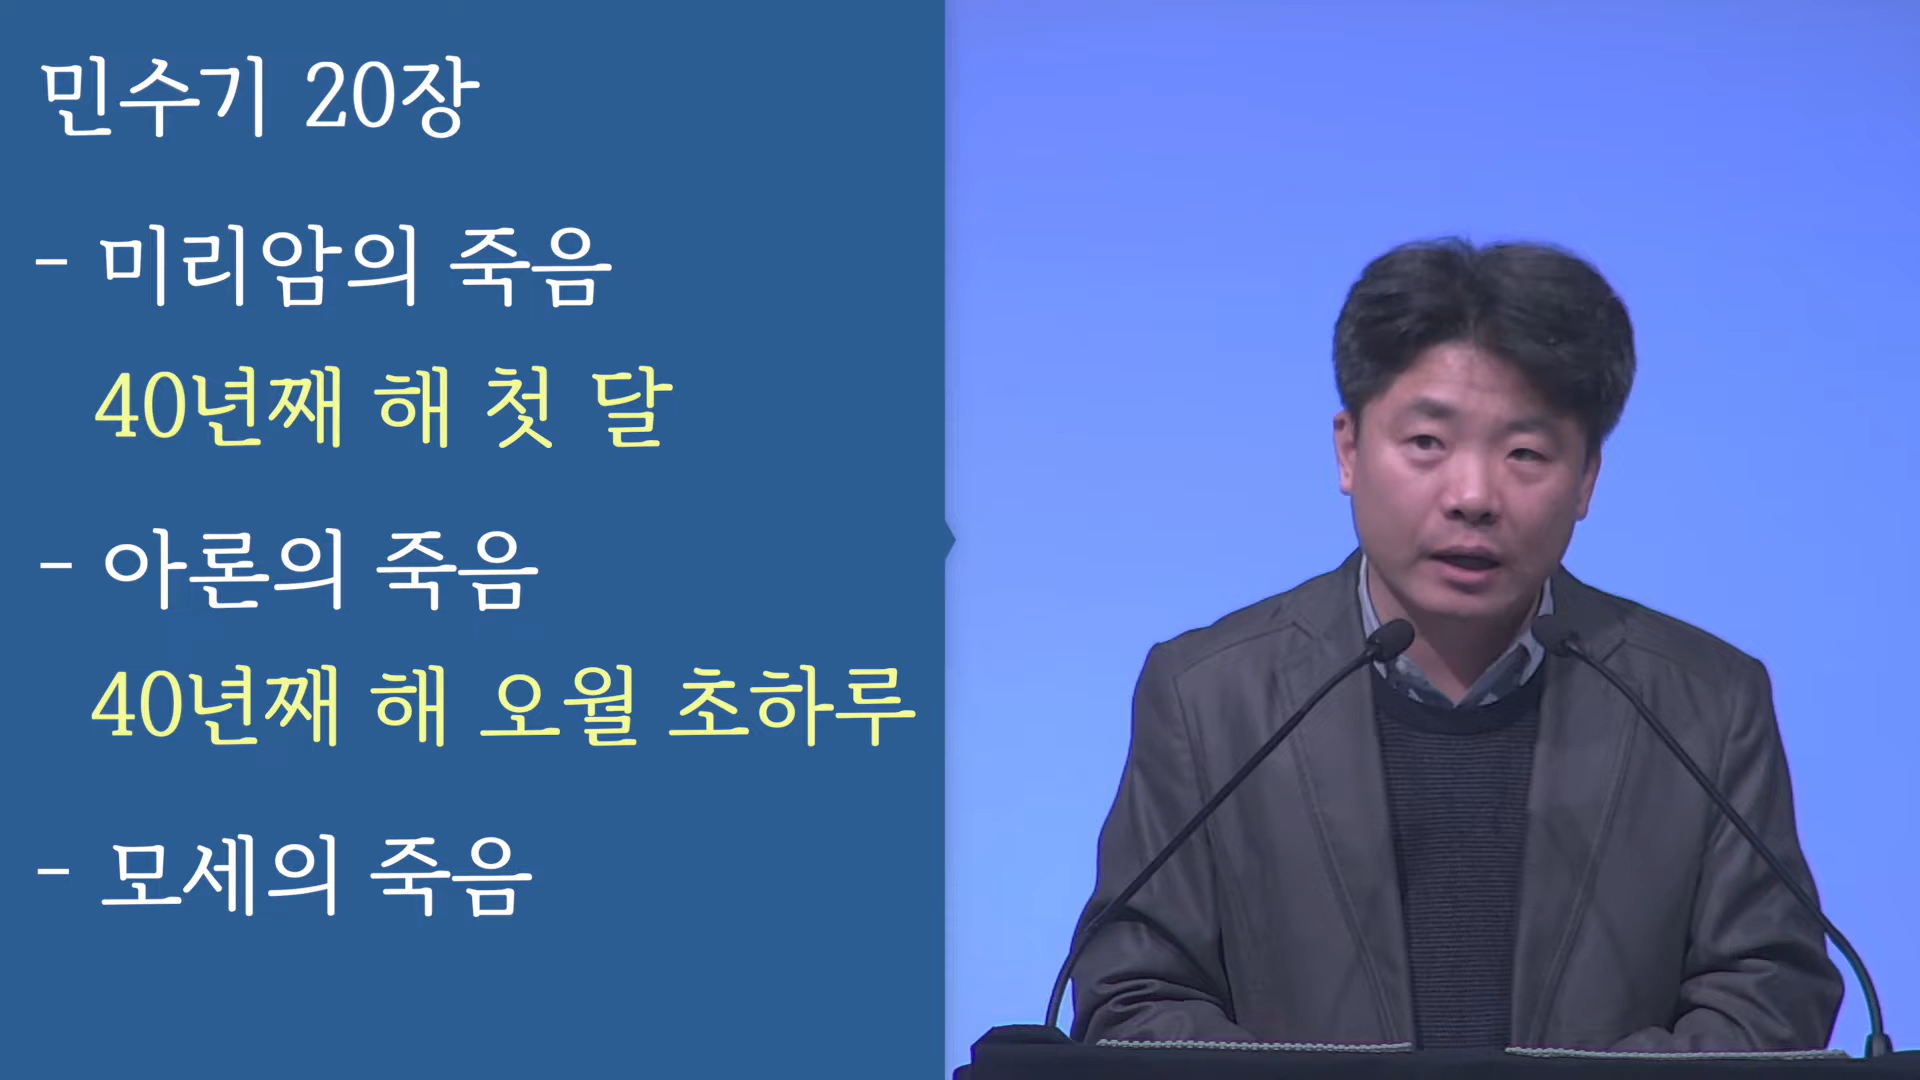 민수기 20장
- 미리암의 죽음
40년째 해 첫 달
- 아론의 죽음
40년째 해 오월 초하루
- 모세의 죽음